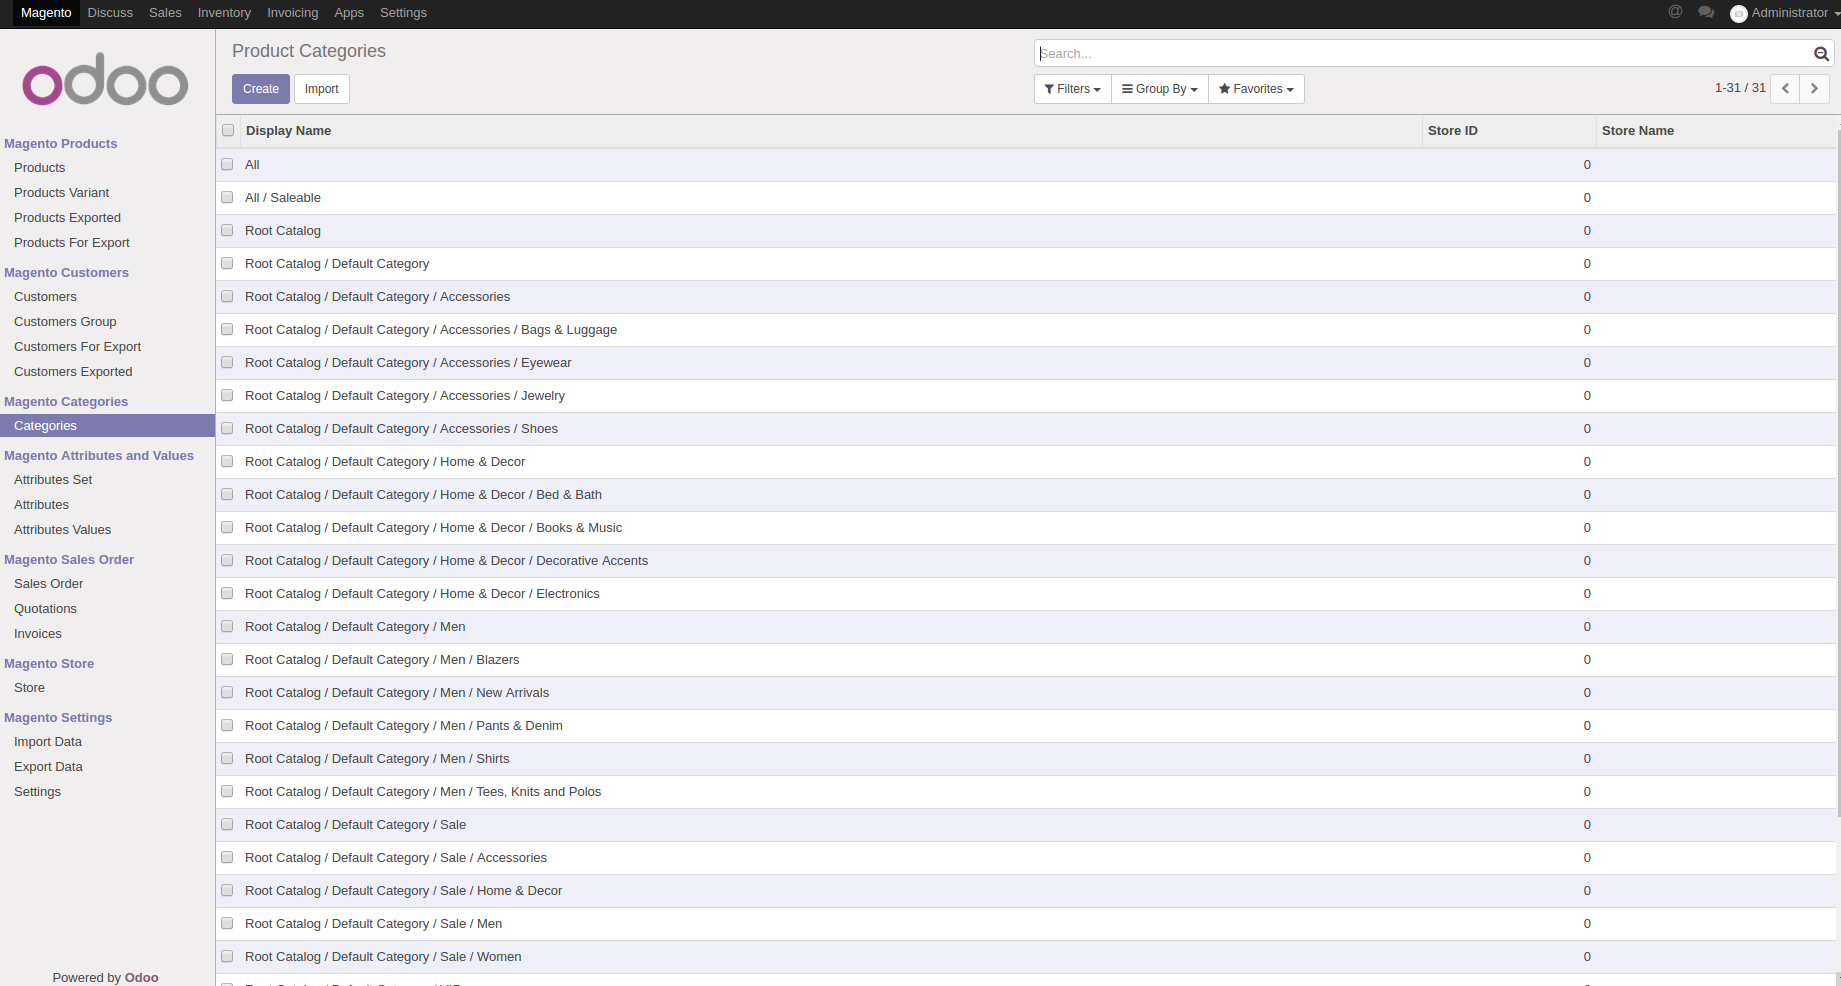 Magento Discuss Sales Inventory Invoicing Apps Settings
@ Administrator
odoo
Magento Products
Products
Products Variant
Products Exported
Products For Export
Magento Customers
Customers
Customers Group
Customers For Export
Customers Exported
Magento Categories
Categories
Magento Attributes and Values
Attributes Set
Attributes
Attributes Values
Magento Sales Order
Sales Order
Quotations
Invoices
Magento Store
Store
Magento Settings
Import Data
Export Data
Settings
Powered by Odoo
Product Categories
Search...
Create Import
Filters Group By Favorites
1-31 / 31
Display Name Store ID Store Name
All 0
All / Saleable 0
Root Catalog 0
Root Catalog / Default Category 0
Root Catalog / Default Category / Accessories 0
Root Catalog / Default Category / Accessories / Bags & Luggage 0
Root Catalog / Default Category / Accessories / Eyewear 0
Root Catalog / Default Category / Accessories / Jewelry 0
Root Catalog / Default Category / Accessories / Shoes 0
Root Catalog / Default Category / Home & Decor 0
Root Catalog / Default Category / Home & Decor / Bed & Bath 0
Root Catalog / Default Category / Home & Decor / Books & Music 0
Root Catalog / Default Category / Home & Decor / Decorative Accents 0
Root Catalog / Default Category / Home & Decor / Electronics 0
Root Catalog / Default Category / Men 0
Root Catalog / Default Category / Men / Blazers 0
Root Catalog / Default Category / Men / New Arrivals 0
Root Catalog / Default Category / Men / Pants & Denim 0
Root Catalog / Default Category / Men / Shirts 0
Root Catalog / Default Category / Men / Tees, Knits and Polos 0
Root Catalog / Default Category / Sale 0
Root Catalog / Default Category / Sale / Accessories 0
Root Catalog / Default Category / Sale / Home & Decor 0
Root Catalog / Default Category / Sale / Men 0
Root Catalog / Default Category / Sale / Women 0